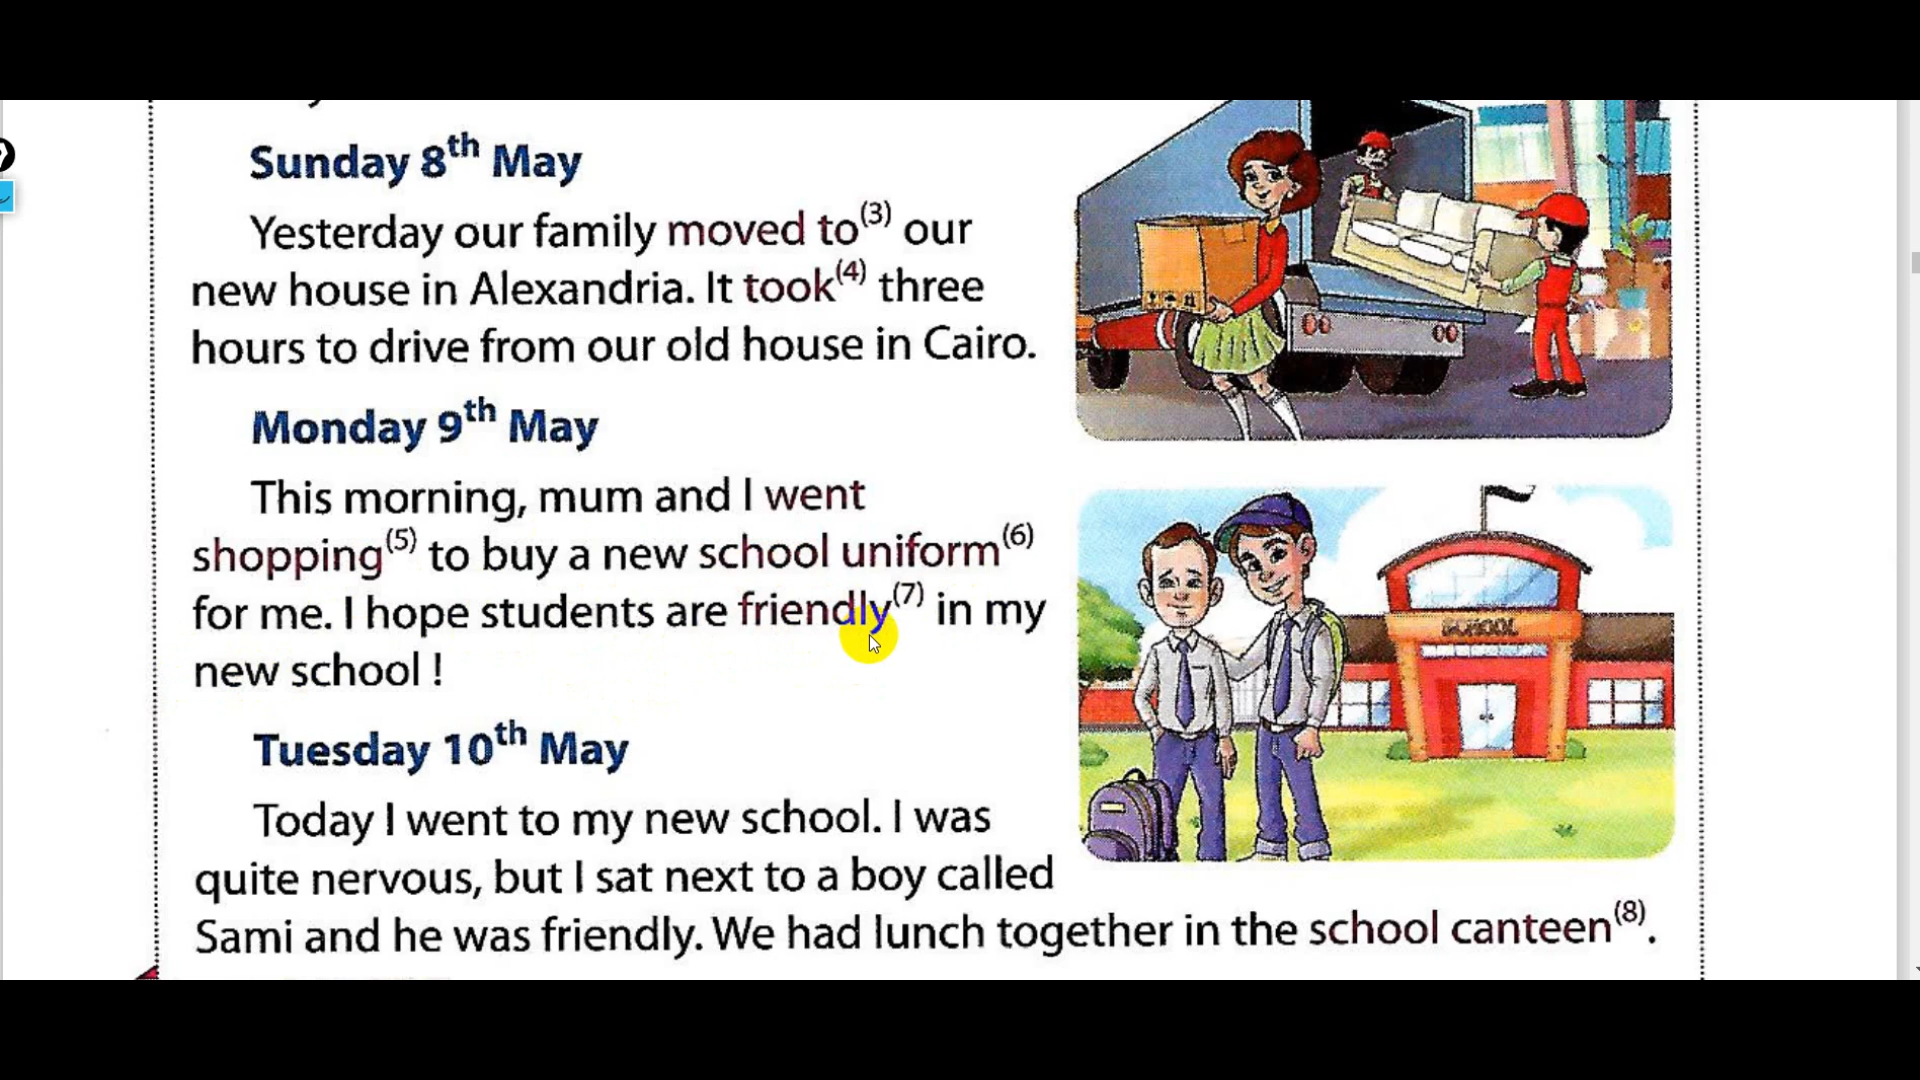 Sunday 8th May
Yesterday our family moved to(3) our
new house in Alexandria. It took(4) three
hours to drive from our old house in Cairo.
Monday 9th May
This morning, mum and I went
shopping(5) to buy a new school uniform(6)
for me. I hope students are friendly(7) in my
new school !
SCHOOL
Tuesday 10th May
Today I went to my new school. I was
quite nervous, but I sat next to a boy called
Sami and he was friendly. We had lunch together in the school canteen(8).